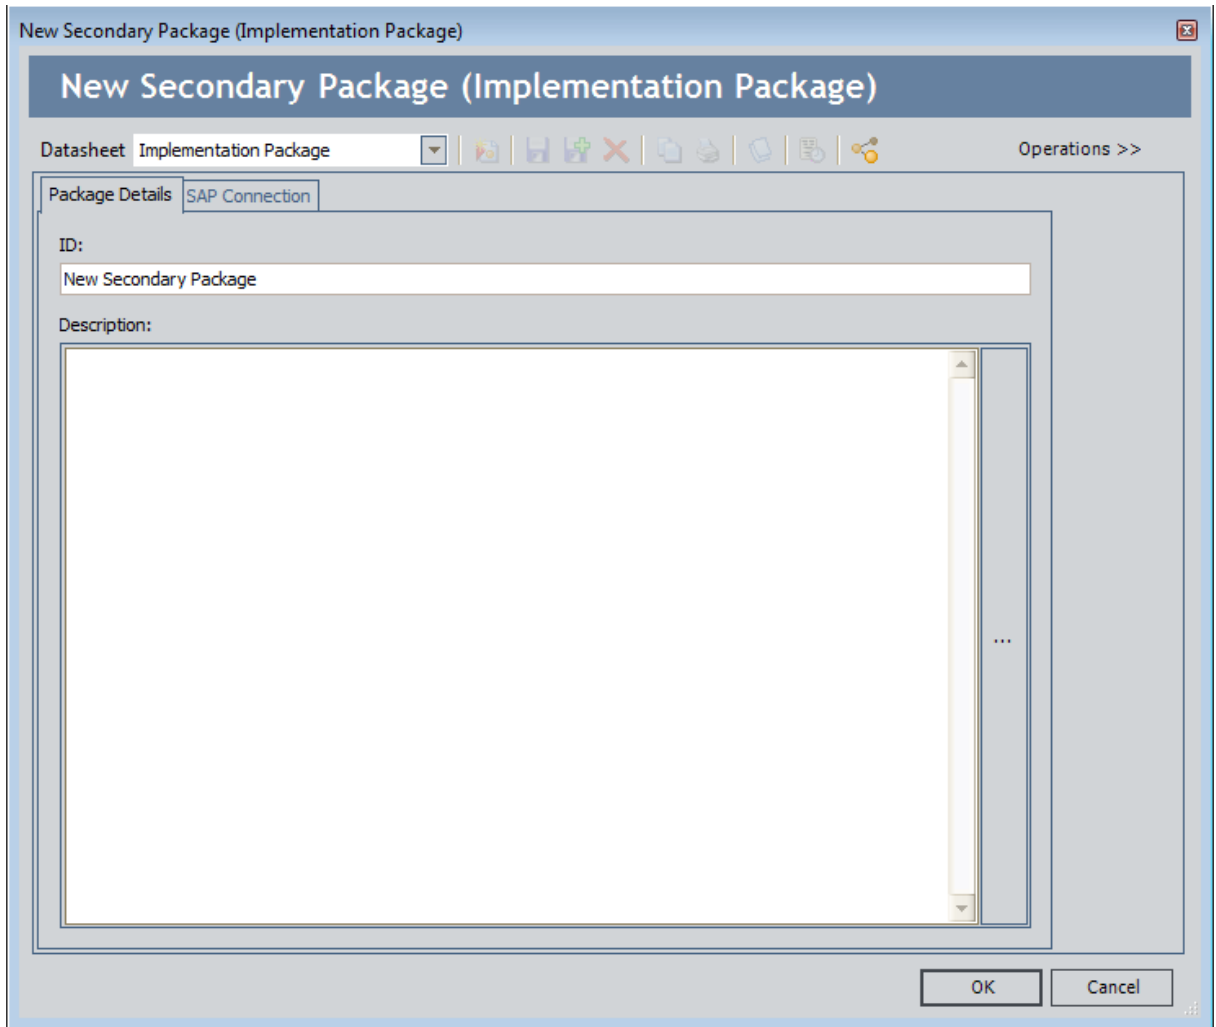 New Secondary Package (Implementation Package)
New Secondary Package (Implementation Package)
Datasheet Implementation Package Operations >>
Package Details SAP Connection
ID:
New Secondary Package
Description:
...
OK Cancel